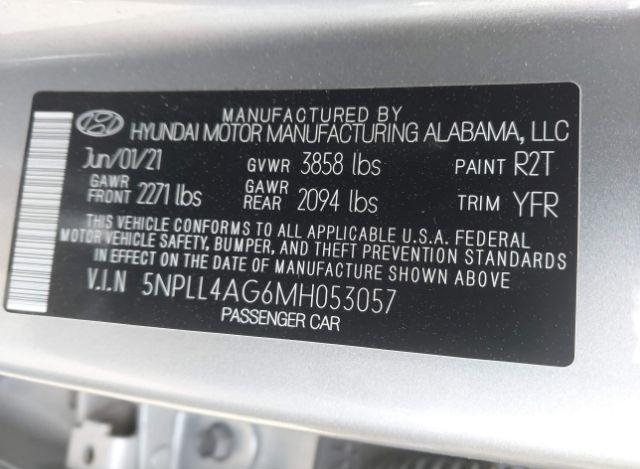 MANUFACTURED BY
HYUNDAI MOTOR MANUFACTURING ALABAMA, LLC
Jun/01/21 GVWR 3858 lbs PAINT R2T
GAWR FRONT 2271 lbs GAWR REAR 2094 lbs TRIM YFR
THIS VEHICLE CONFORMS TO ALL APPLICABLE U.S.A. FEDERAL
MOTOR VEHICLE SAFETY, BUMPER, AND THEFT PREVENTION STANDARDS
IN EFFECT ON THE DATE OF MANUFACTURE SHOWN ABOVE
V.I.N 5NPLL4AG6MH053057
PASSENGER CAR